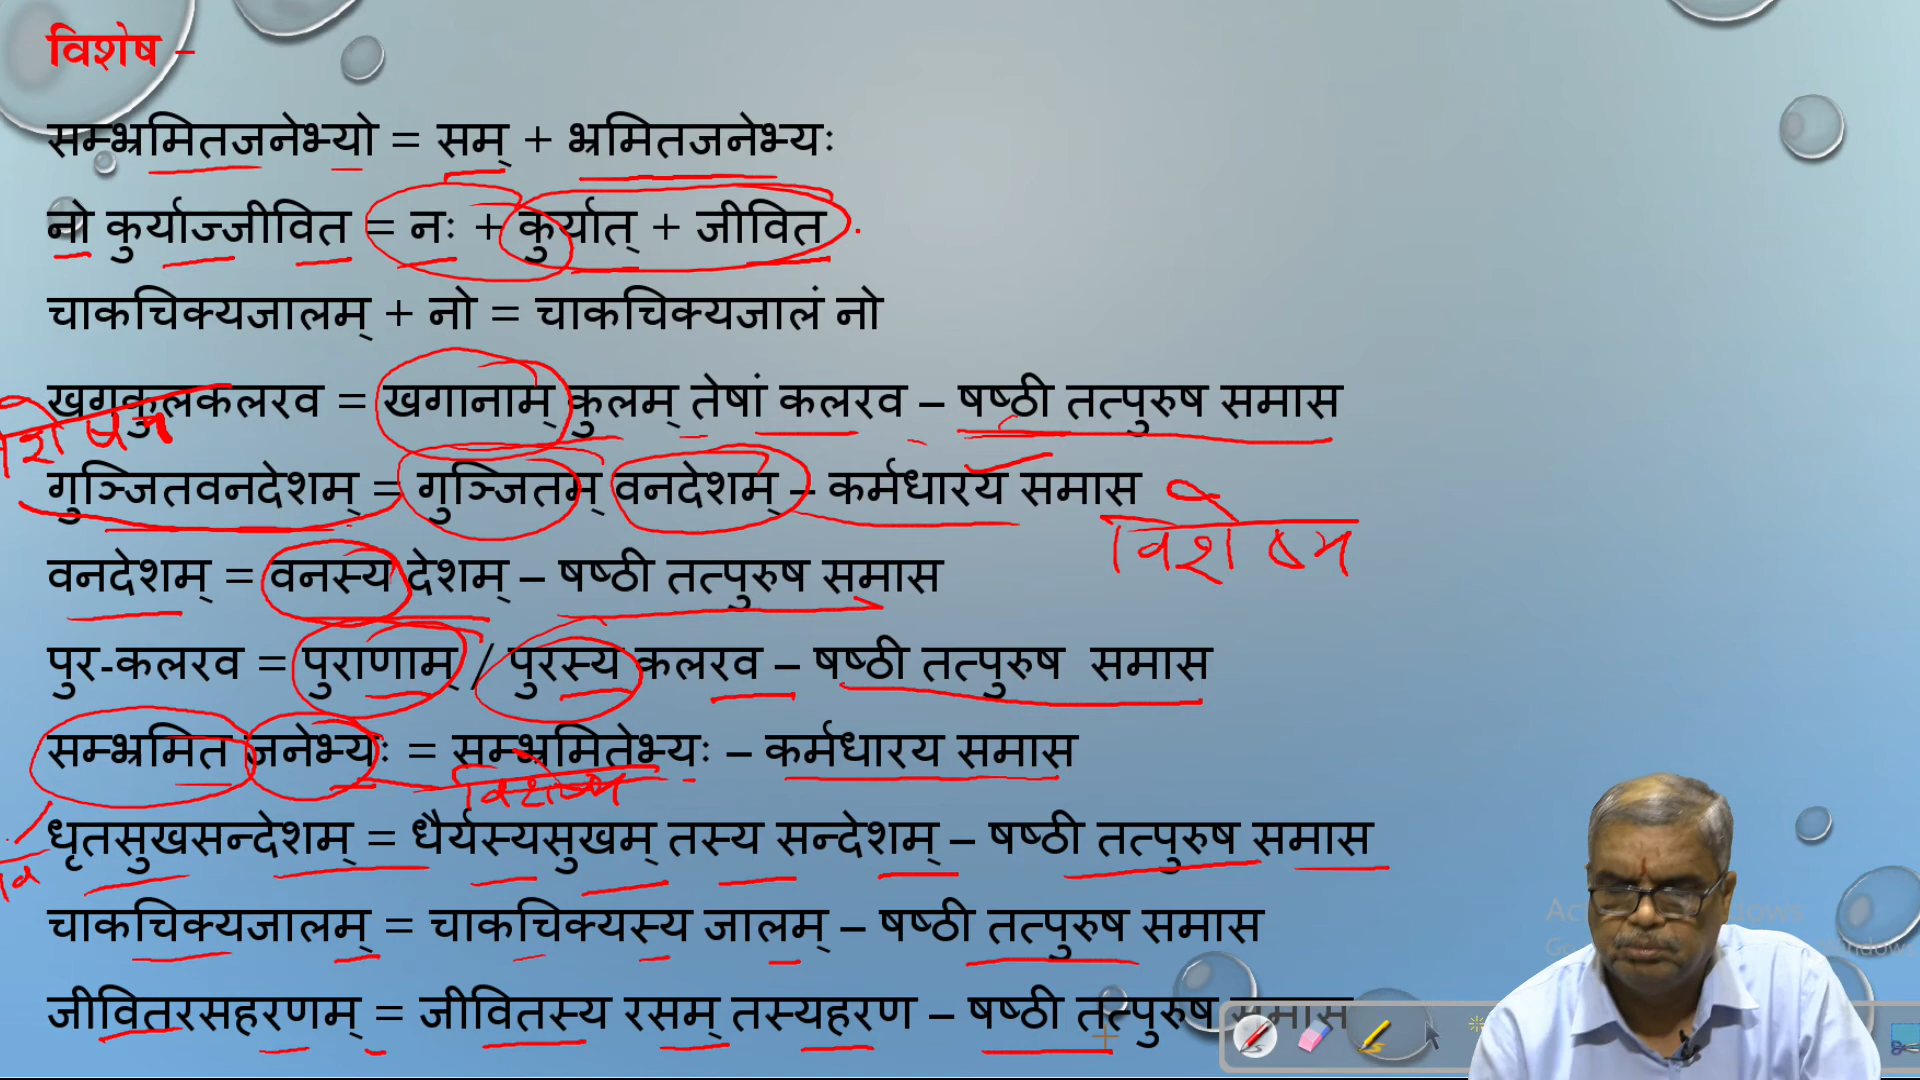 विशेष –
सम्भ्रमितजनेभ्यो = सम् + भ्रमितजनेभ्यः
नो कुर्याज्जीवित = नः + कुर्यात् + जीवित
चाकचिक्यजालम् + नो = चाकचिक्यजालं नो
खगकुलकलरव = खगानाम् कुलम् तेषां कलरव – षष्ठी तत्पुरुष समास
गुञ्जितवनदेशम् = गुञ्जितम् वनदेशम् – कर्मधारय समास
विशेष्य
वनदेशम् = वनस्य देशम् – षष्ठी तत्पुरुष समास
पुर-कलरव = पुराणाम् / पुरस्य कलरव – षष्ठी तत्पुरुष समास
सम्भ्रमित जनेभ्यः = सम्भ्रमितेभ्यः – कर्मधारय समास
विशेष्य
धृतसुखसन्देशम् = धैर्यस्यसुखम् तस्य सन्देशम् – षष्ठी तत्पुरुष समास
चाकचिक्यजालम् = चाकचिक्यस्य जालम् – षष्ठी तत्पुरुष समास
जीवितरसहरणम् = जीवितस्य रसम् तस्यहरण – षष्ठी तत्पुरुष समास